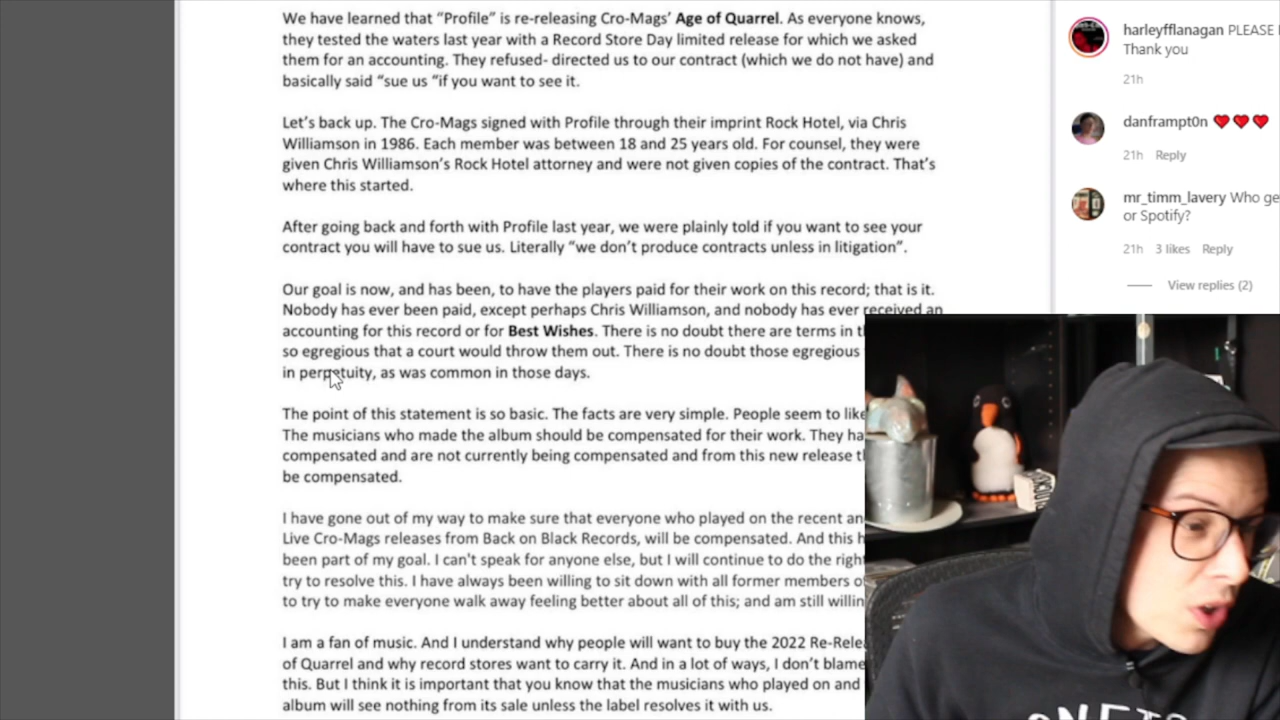 We have learned that “Profile” is re-releasing Cro-Mags’ Age of Quarrel. As everyone knows,
they tested the waters last year with a Record Store Day limited release for which we asked
them for an accounting. They refused- directed us to our contract (which we do not have) and
basically said “sue us “if you want to see it.
Let’s back up. The Cro-Mags signed with Profile through their imprint Rock Hotel, via Chris
Williamson in 1986. Each member was between 18 and 25 years old. For counsel, they were
given Chris Williamson’s Rock Hotel attorney and were not given copies of the contract. That’s
where this started.
After going back and forth with Profile last year, we were plainly told if you want to see your
contract you will have to sue us. Literally “we don’t produce contracts unless in litigation”.
Our goal is now, and has been, to have the players paid for their work on this record; that is it.
Nobody has ever been paid, except perhaps Chris Williamson, and nobody has ever received an
accounting for this record or for Best Wishes. There is no doubt there are terms in
so egregious that a court would throw them out. There is no doubt those egregious
in perpetuity, as was common in those days.
The point of this statement is so basic. The facts are very simple. People seem to like
The musicians who made the album should be compensated for their work. They
compensated and are not currently being compensated and from this new release
be compensated.
I have gone out of my way to make sure that everyone who played on the recent
Live Cro-Mags releases from Back on Black Records, will be compensated. And this
been part of my goal. I can't speak for anyone else, but I will continue to do the
try to resolve this. I have always been willing to sit down with all former members
to try to make everyone walk away feeling better about all of this; and am still
I am a fan of music. And I understand why people will want to buy the 2022
of Quarrel and why record stores want to carry it. And in a lot of ways, I don’t blame
this. But I think it is important that you know that the musicians who played on and
album will see nothing from its sale unless the label resolves it with us.
harleyfflanagan PLEASE
Thank you
21h
danframpt0n ❤❤❤
21h Reply
mr_timm_lavery Who
or Spotify?
21h 3 likes Reply
View replies (2)